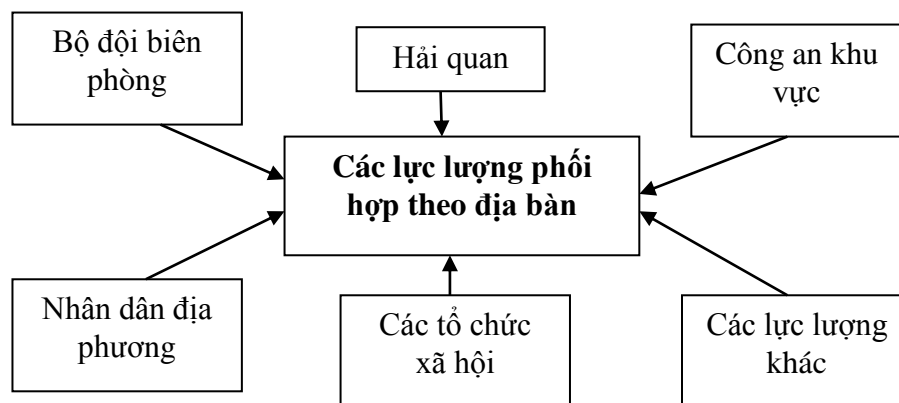 Bộ đội biên
phòng
Hải quan
Công an khu
vực
Các lực lượng phối
hợp theo địa bàn
Nhân dân địa
phương
Các tổ chức
xã hội
Các lực lượng
khác